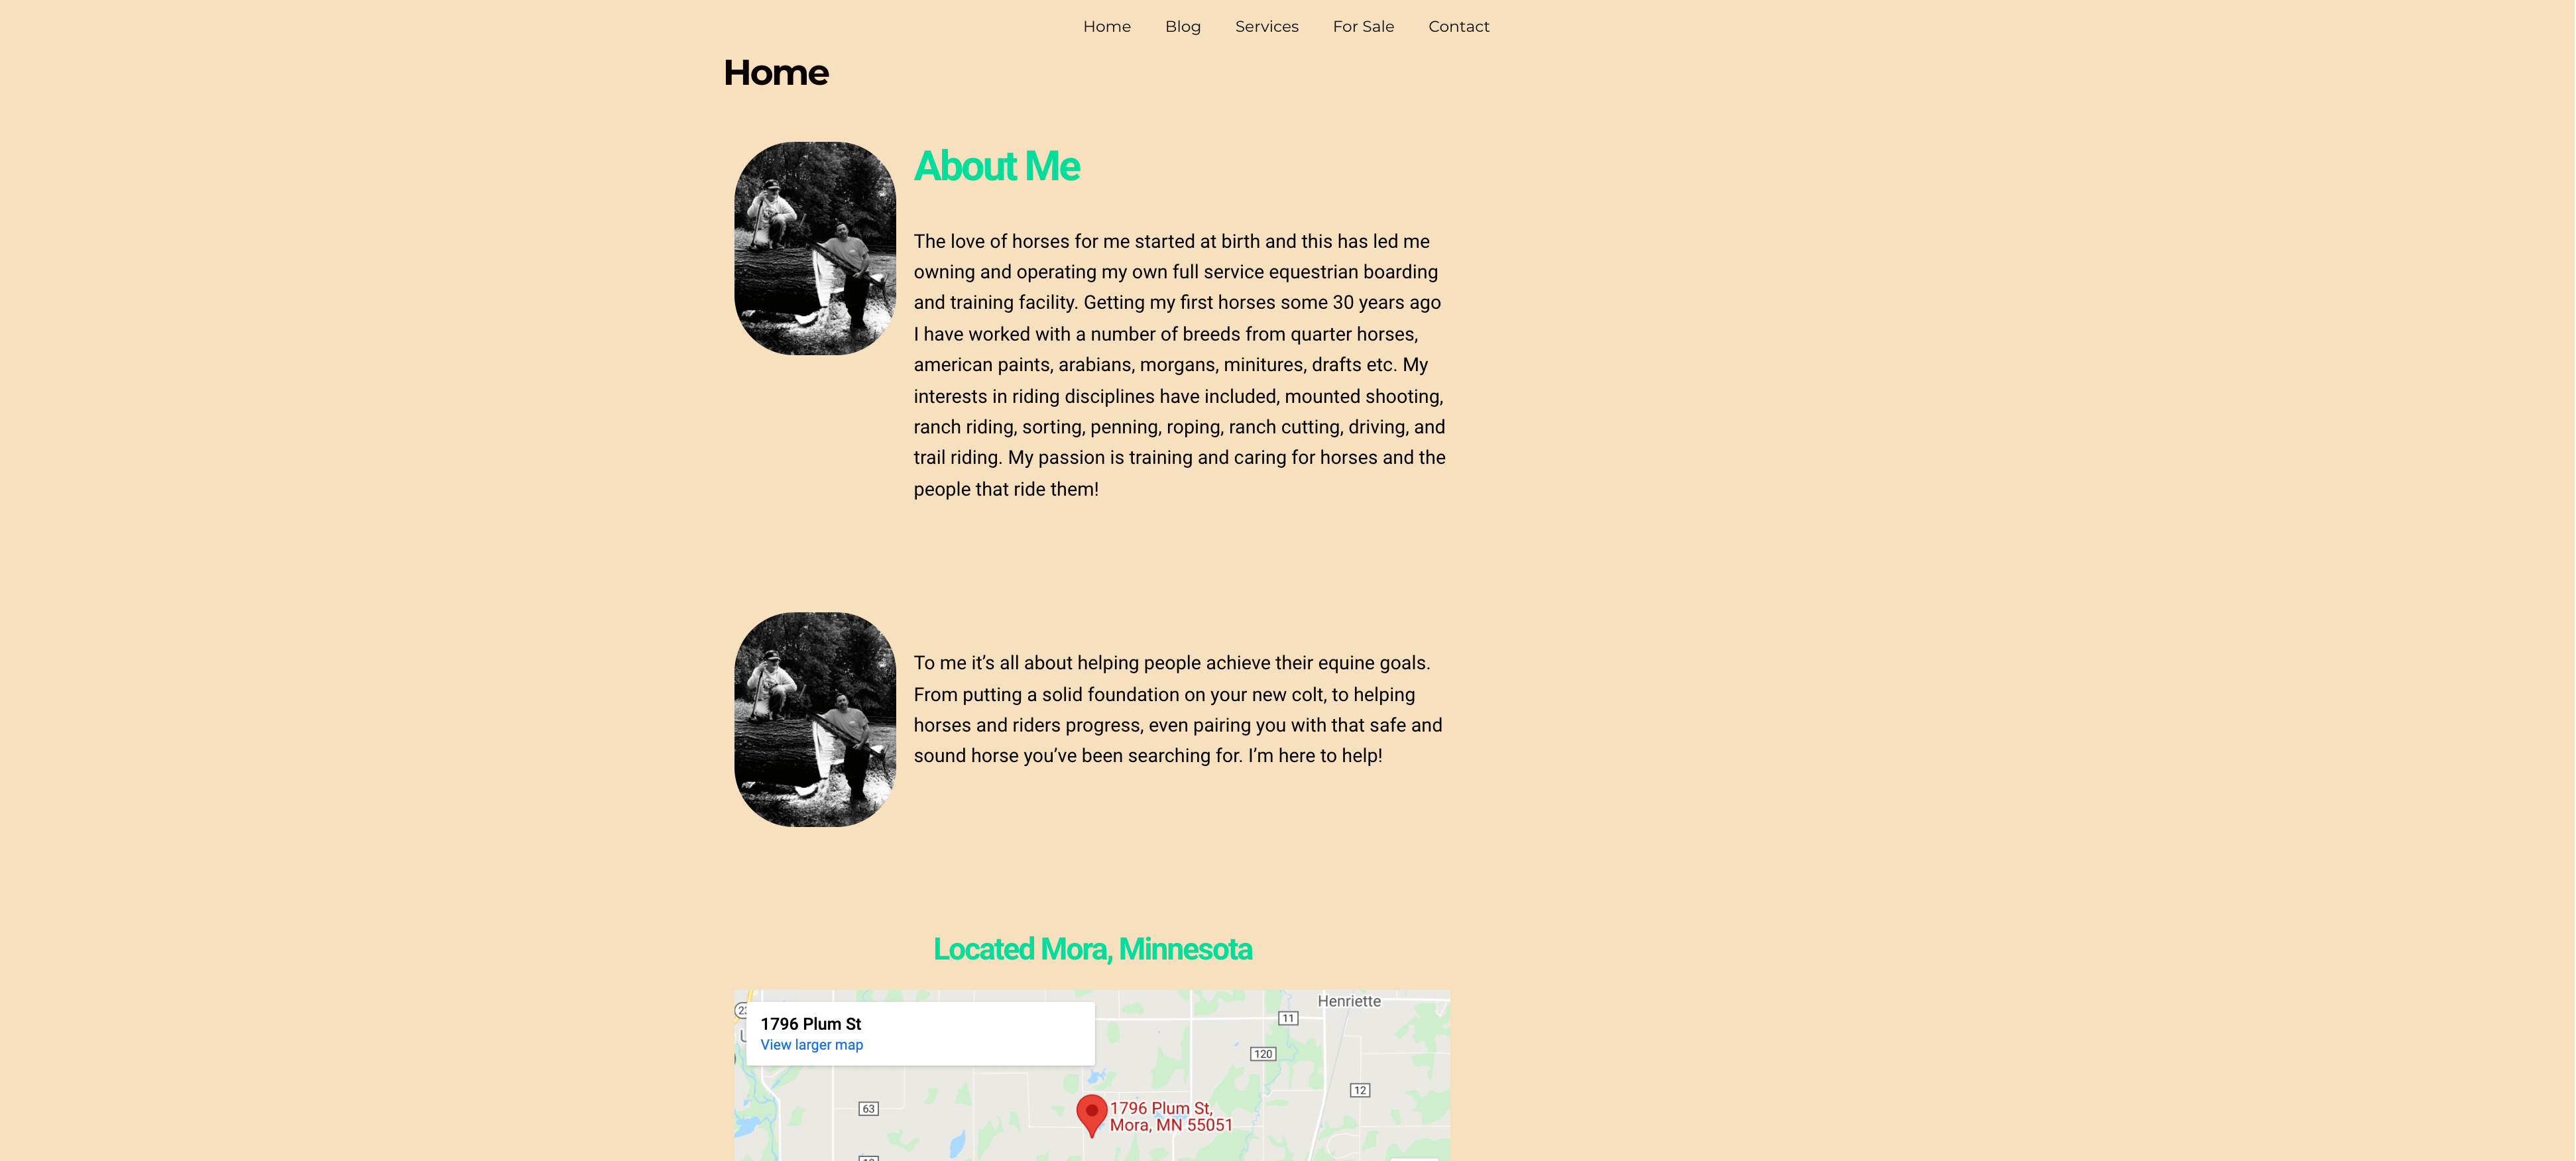 Home Blog Services For Sale Contact
Home
About Me
The love of horses for me started at birth and this has led me
owning and operating my own full service equestrian boarding
and training facility. Getting my first horses some 30 years ago
I have worked with a number of breeds from quarter horses,
american paints, arabians, morgans, minitures, drafts etc. My
interests in riding disciplines have included, mounted shooting,
ranch riding, sorting, penning, roping, ranch cutting, driving, and
trail riding. My passion is training and caring for horses and the
people that ride them!
To me it’s all about helping people achieve their equine goals.
From putting a solid foundation on your new colt, to helping
horses and riders progress, even pairing you with that safe and
sound horse you’ve been searching for. I’m here to help!
Located Mora, Minnesota
Henriette
1796 Plum St
View larger map
11
120
12
63
1796 Plum St,
Mora, MN 55051